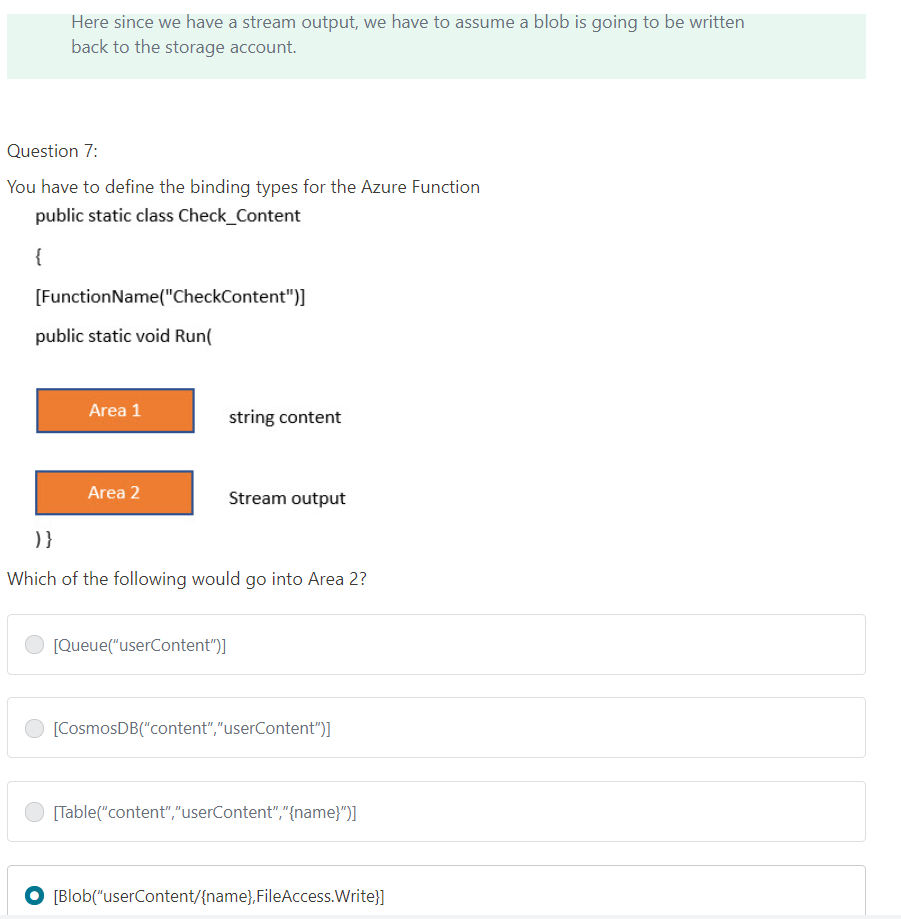 Here since we have a stream output, we have to assume a blob is going to be written
back to the storage account.
Question 7:
You have to define the binding types for the Azure Function
public static class Check_Content
{
[FunctionName("CheckContent")]
public static void Run(
Area 1 string content
Area 2 Stream output
) }
Which of the following would go into Area 2?
[Queue(“userContent”)]
[CosmosDB(“content”,”userContent”)]
[Table(“content”,”userContent”,”{name}”)]
[Blob(“userContent/{name},FileAccess.Write}]